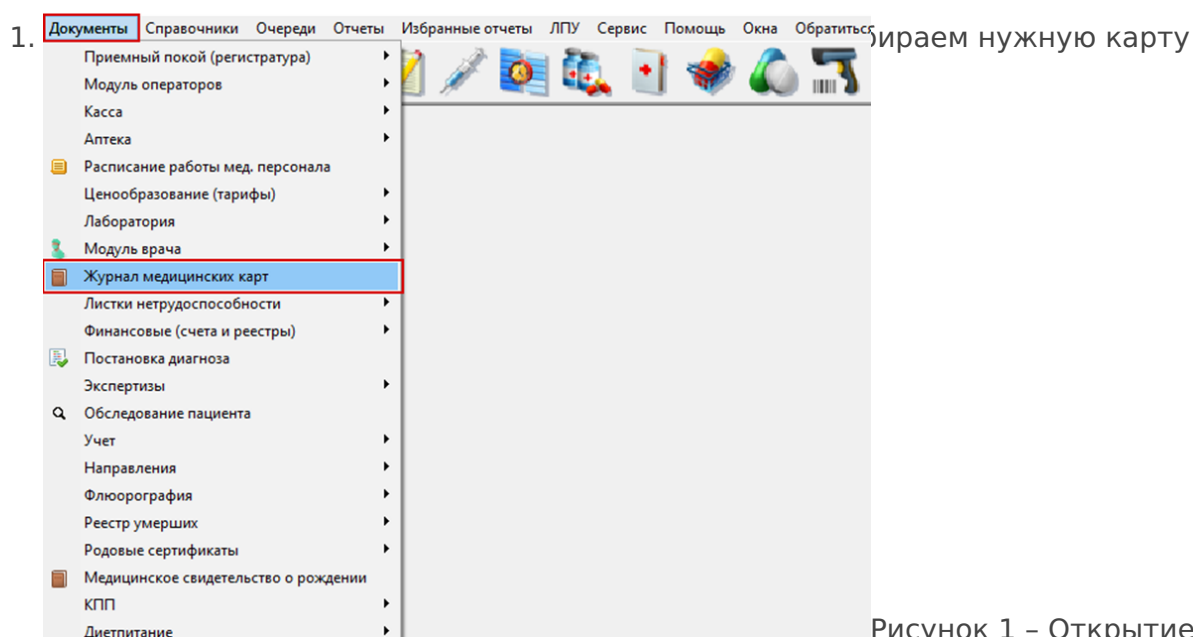 1.
Документы Справочники Очереди Отчеты Избранные отчеты ЛПУ Сервис Помощь Окна Обратиться
бираем нужную карту
Приемный покой (регистратура)
Модуль операторов
Касса
Аптека
Расписание работы мед. персонала
Ценообразование (тарифы)
Лаборатория
Модуль врача
Журнал медицинских карт
Листки нетрудоспособности
Финансовые (счета и реестры)
Постановка диагноза
Экспертизы
Обследование пациента
Учет
Направления
Флюорография
Реестр умерших
Родовые сертификаты
Медицинское свидетельство о рождении
КПП
Диетпитание
Рисунок 1 – Открытие